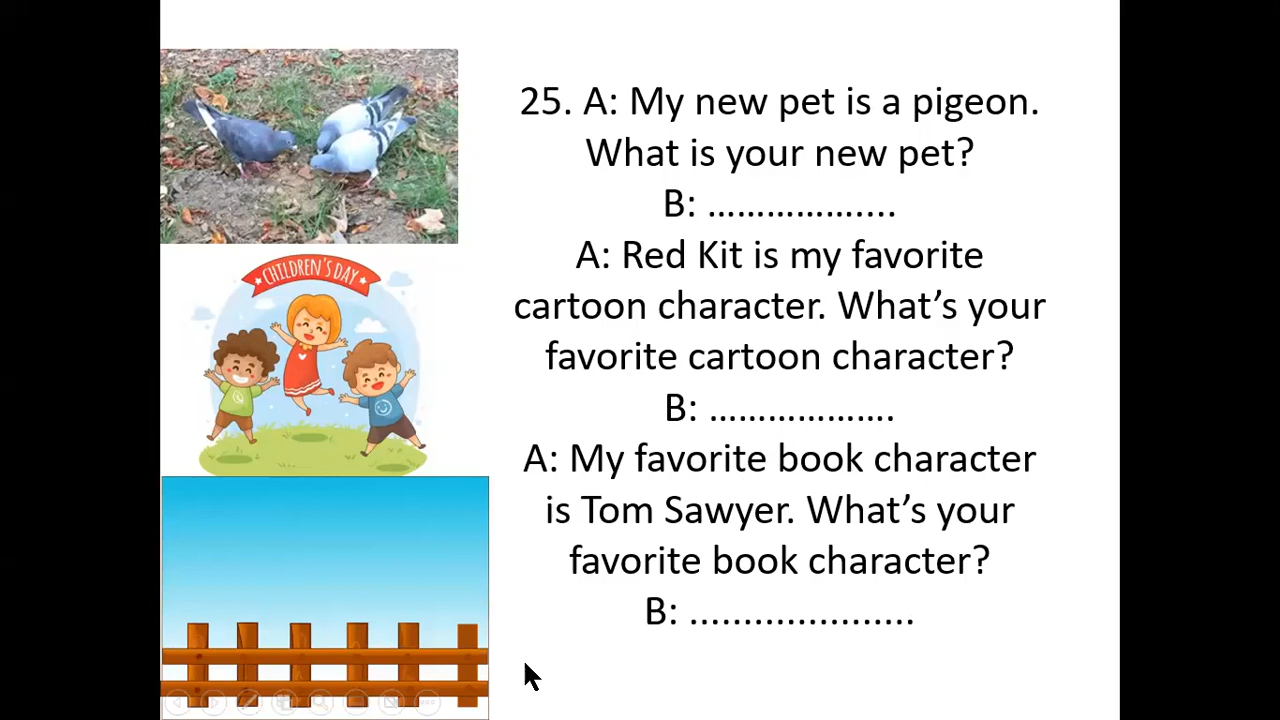 CHILDREN'S DAY
25. A: My new pet is a pigeon.
What is your new pet?
B: ………………....
A: Red Kit is my favorite
cartoon character. What’s your
favorite cartoon character?
B: ………………….
A: My favorite book character
is Tom Sawyer. What’s your
favorite book character?
B: ......................